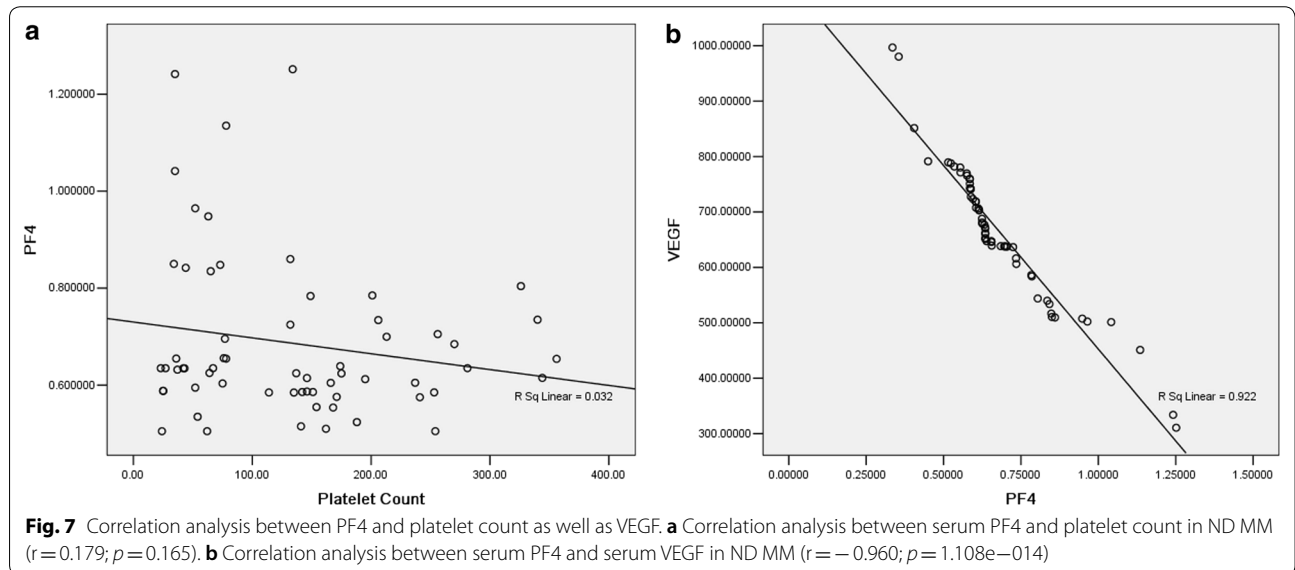 a
1.200000
1.000000
0.800000
0.600000
PF4
R Sq Linear = 0.032
0.00 100.00 200.00 300.00 400.00
Platelet Count
b
1000.00000
900.00000
800.00000
700.00000
600.00000
500.00000
400.00000
300.00000
VEGF
R Sq Linear = 0.922
0.00000 0.25000 0.50000 0.75000 1.00000 1.25000 1.50000
PF4
Fig. 7 Correlation analysis between PF4 and platelet count as well as VEGF. a Correlation analysis between serum PF4 and platelet count in ND MM
(r = 0.179; p = 0.165). b Correlation analysis between serum PF4 and serum VEGF in ND MM (r = − 0.960; p = 1.108e−014)